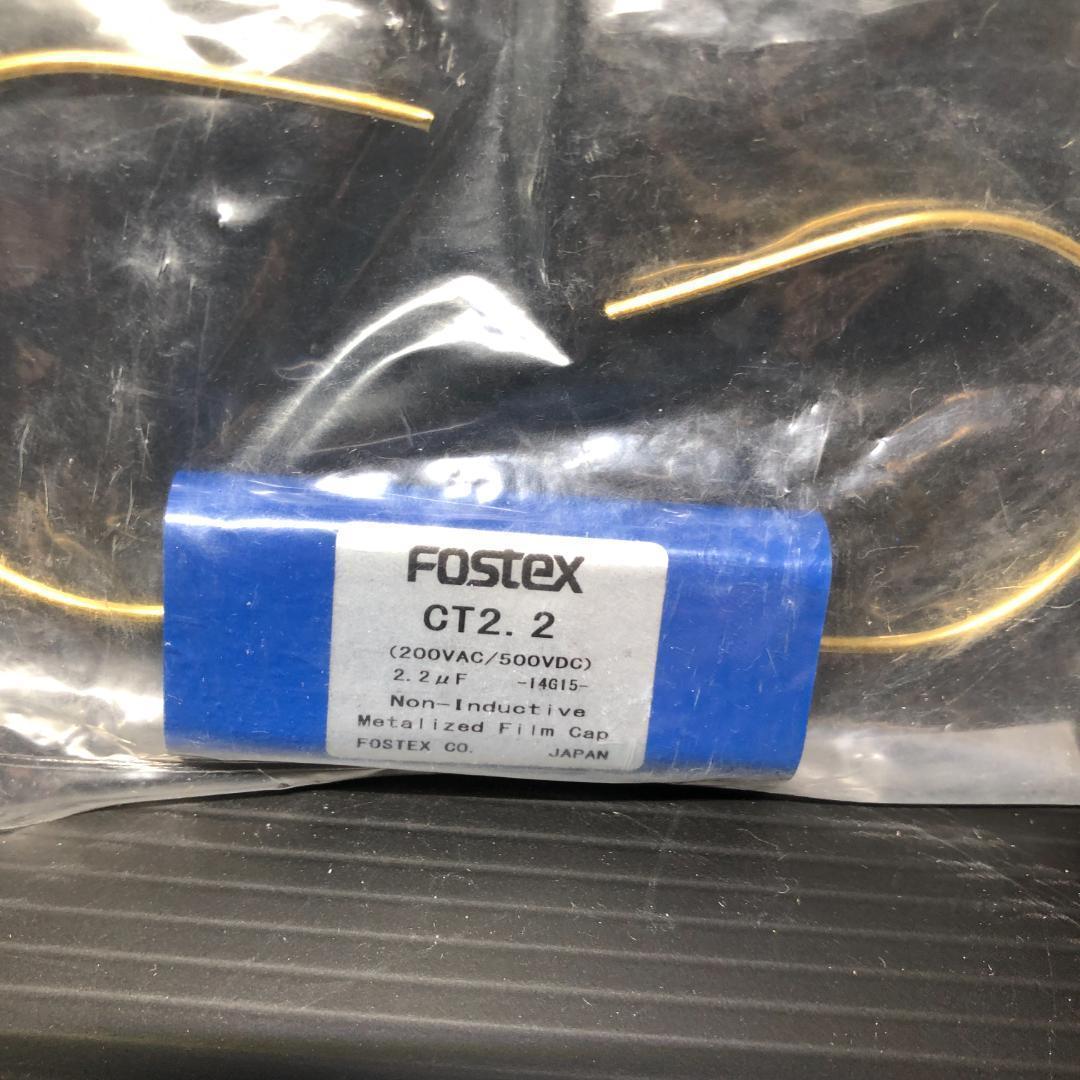 FOSTEX
CT2.2
(200VAC/500VDC)
2.2μF -14G15-
Non-Inductive
Metalized Film Cap
FOSTEX CO. JAPAN